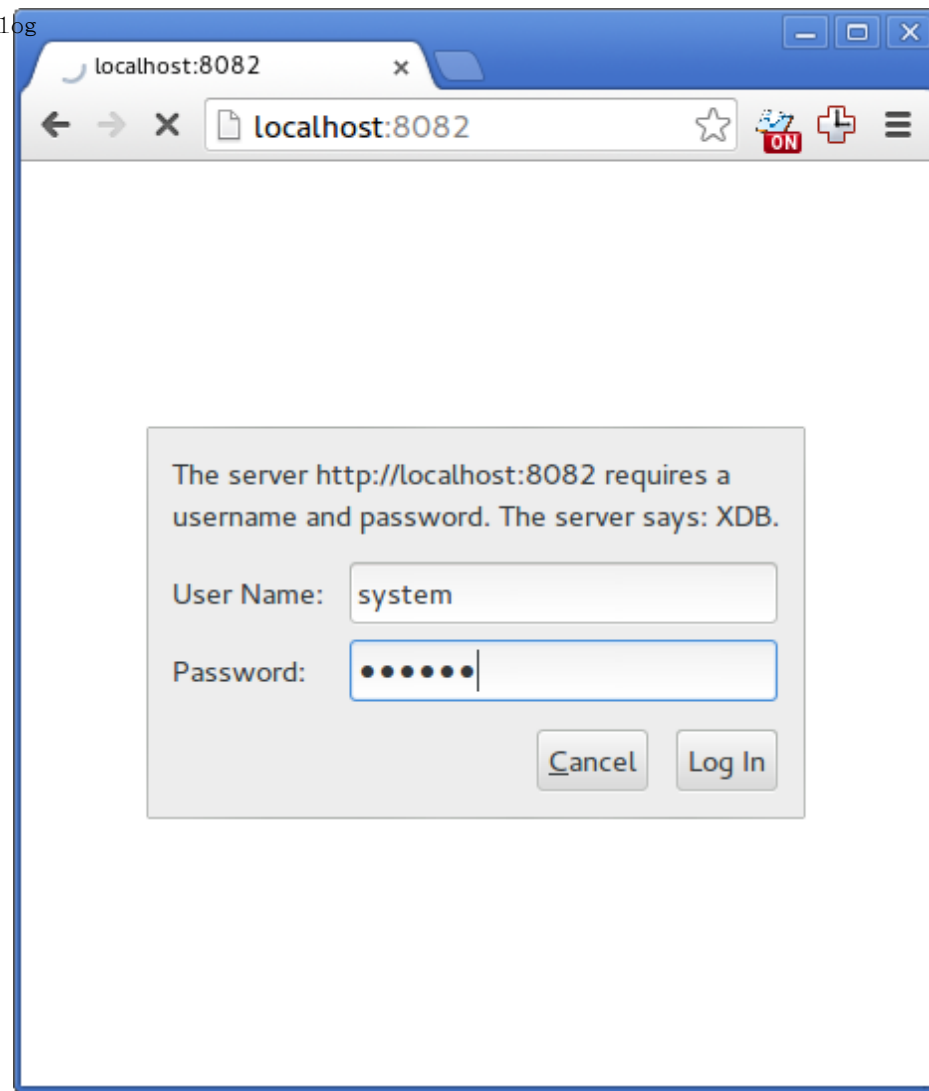 log
localhost:8082
localhost:8082
ON
The server http://localhost:8082 requires a
username and password. The server says: XDB.
User Name: system
Password: ••••••
Cancel Log In